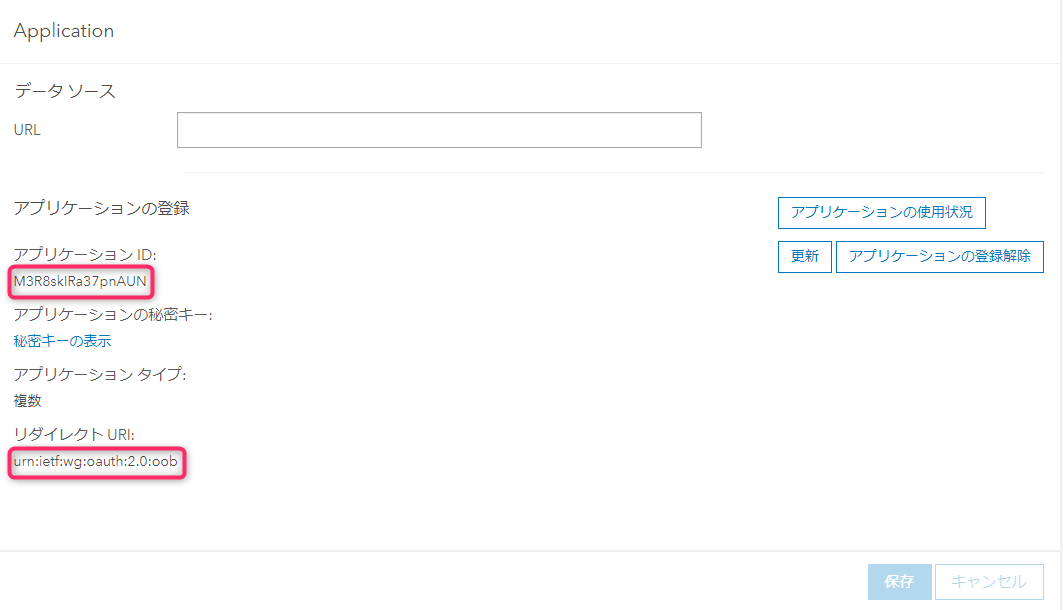 Application
データ ソース
URL
アプリケーションの登録
アプリケーションの使用状況
アプリケーション ID:
更新
アプリケーションの登録解除
M3R8skIRa37pnAUN
アプリケーションの秘密キー:
秘密キーの表示
アプリケーション タイプ:
複数
リダイレクト URI:
urn:ietf:wg:oauth:2.0:oob
保存
キャンセル